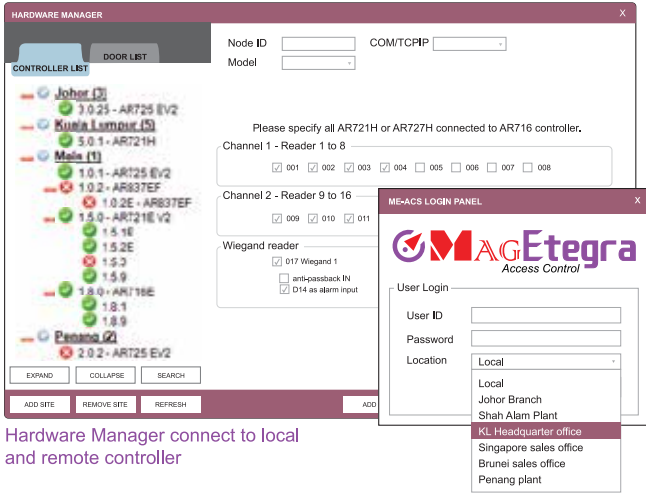 HARDWARE MANAGER
X
CONTROLLER LIST
DOOR LIST
Node ID
COM/TCPIP
Model
Johor (3)
3.0.25 - AR725 EV2
Kuala Lumpur (5)
5.0.1 - AR721H
Main (1)
1.0.1 - AR725 EV2
1.0.2 - AR837EF
1.0.2E - AR837EF
1.5.0 - AR721E V2
1.5.1E
1.5.2E
1.5.3
1.5.9
1.8.0 - AR716E
1.8.1
1.8.9
Penang (2)
2.0.2 - AR725 EV2
EXPAND
COLLAPSE
SEARCH
ADD SITE
REMOVE SITE
REFRESH
Please specify all AR721H or AR727H connected to AR716 controller.
Channel 1 - Reader 1 to 8
001 002 003 004 005 006 007 008
Channel 2 - Reader 9 to 16
009 010 011
Wiegand reader
017 Wiegand 1
anti-passback IN
D14 as alarm input
ADD
ME-ACS LOGIN PANEL
X
MAGEtegra
Access Control
User Login
User ID
Password
Location
Local
Local
Johor Branch
Shah Alam Plant
KL Headquarter office
Singapore sales office
Brunei sales office
Penang plant
Hardware Manager connect to local
and remote controller